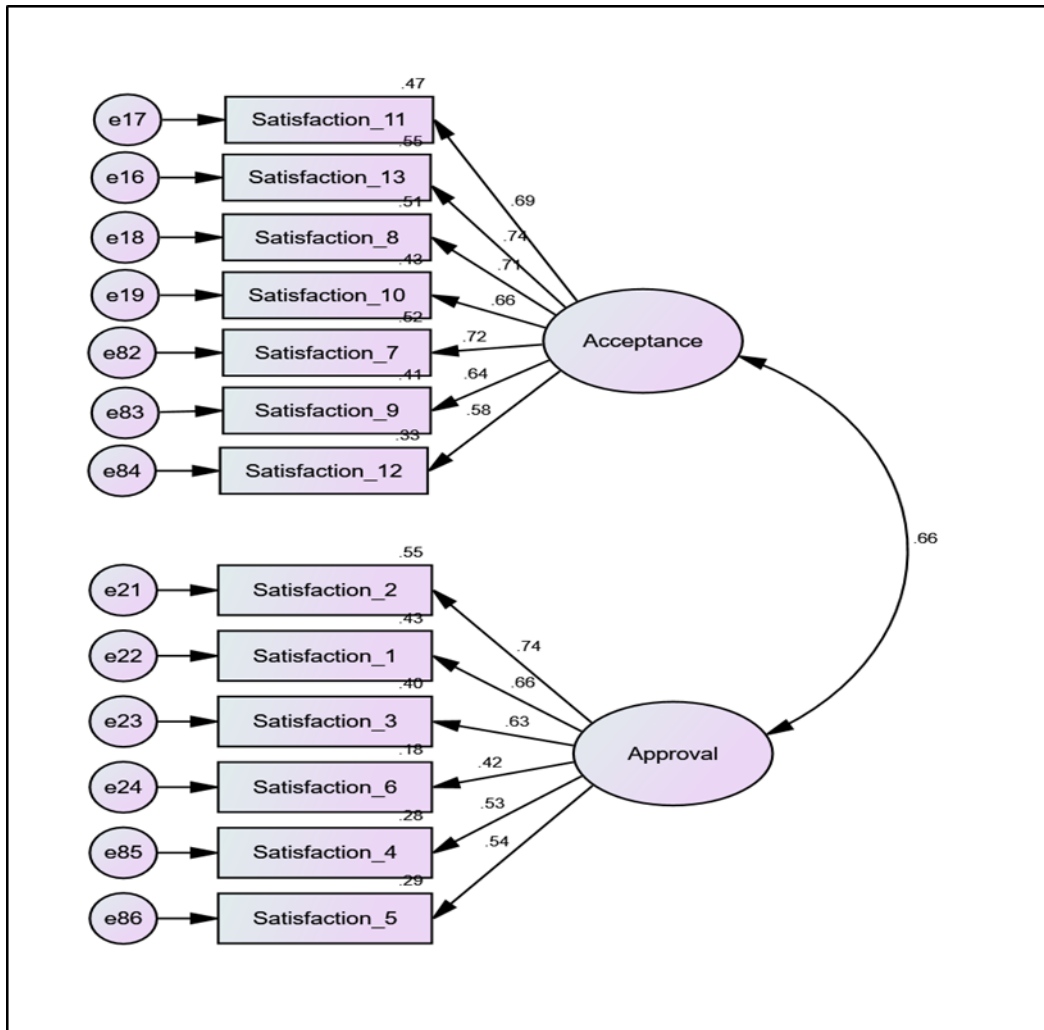 .47
e17 Satisfaction_11
.55
e16 Satisfaction_13
.69
.51
e18 Satisfaction_8
.74
.43
.71
e19 Satisfaction_10
.66
.52
Acceptance
e82 Satisfaction_7
.72
.41
e83 Satisfaction_9
.64
.33
.58
e84 Satisfaction_12
.66
.55
e21 Satisfaction_2
.43
.74
e22 Satisfaction_1
.66
.40
e23 Satisfaction_3
.63
.18
Approval
e24 Satisfaction_6
.42
.28
.53
e85 Satisfaction_4
.54
.29
e86 Satisfaction_5